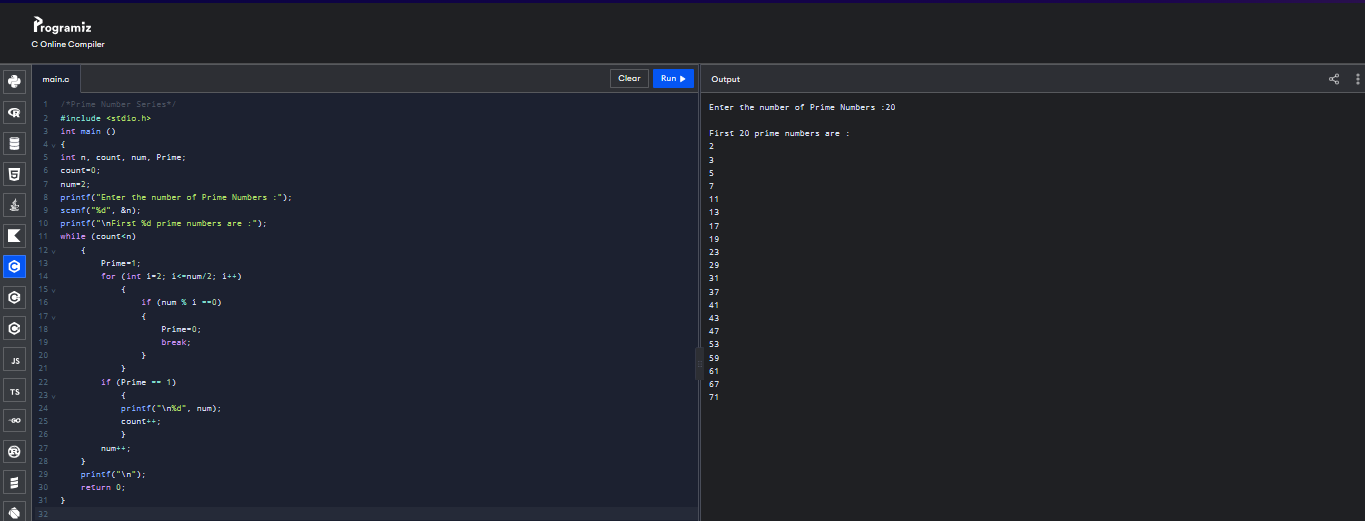 Programiz
C Online Compiler
main.c
Clear
Run
Output
1 /*Prime Number Series*/
2 #include <stdio.h>
3 int main ()
4 {
5 int n, count, num, Prime;
6 count=0;
7 num=2;
8 printf("Enter the number of Prime Numbers :");
9 scanf("%d", &n);
10 printf("\nFirst %d prime numbers are :");
11 while (count<n)
12 {
13 Prime=1;
14 for (int i=2; i<=num/2; i++)
15 {
16 if (num % i ==0)
17 {
18 Prime=0;
19 break;
20 }
21 }
22 if (Prime == 1)
23 {
24 printf("\n%d", num);
25 count++;
26 }
27 num++;
28 }
29 printf("\n");
30 return 0;
31 }
32
JS
TS
GO
Enter the number of Prime Numbers :20
First 20 prime numbers are :
2
3
5
7
11
13
17
19
23
29
31
37
41
43
47
53
59
61
67
71